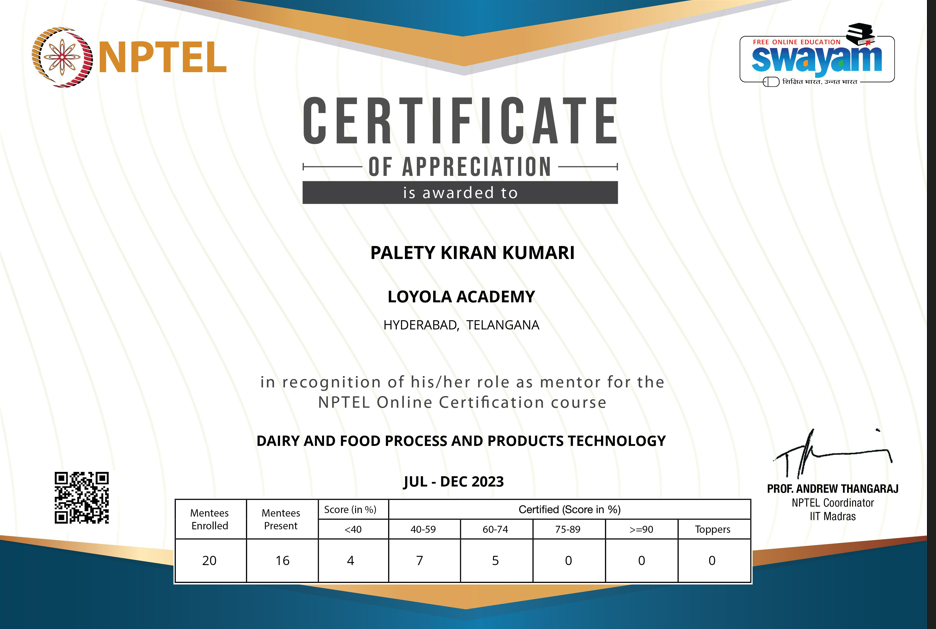 NPTEL
FREE ONLINE EDUCATION
swayam
शिक्षित भारत, उन्नत भारत
CERTIFICATE
OF APPRECIATION
is awarded to
PALETY KIRAN KUMARI
LOYOLA ACADEMY
HYDERABAD, TELANGANA
in recognition of his/her role as mentor for the
NPTEL Online Certification course
DAIRY AND FOOD PROCESS AND PRODUCTS TECHNOLOGY
JUL - DEC 2023
PROF. ANDREW THANGARAJ
NPTEL Coordinator
IIT Madras
Mentees Enrolled Mentees Present Score (in %) Certified (Score in %)
<40 40-59 60-74 75-89 >=90 Toppers
20 16 4 7 5 0 0 0